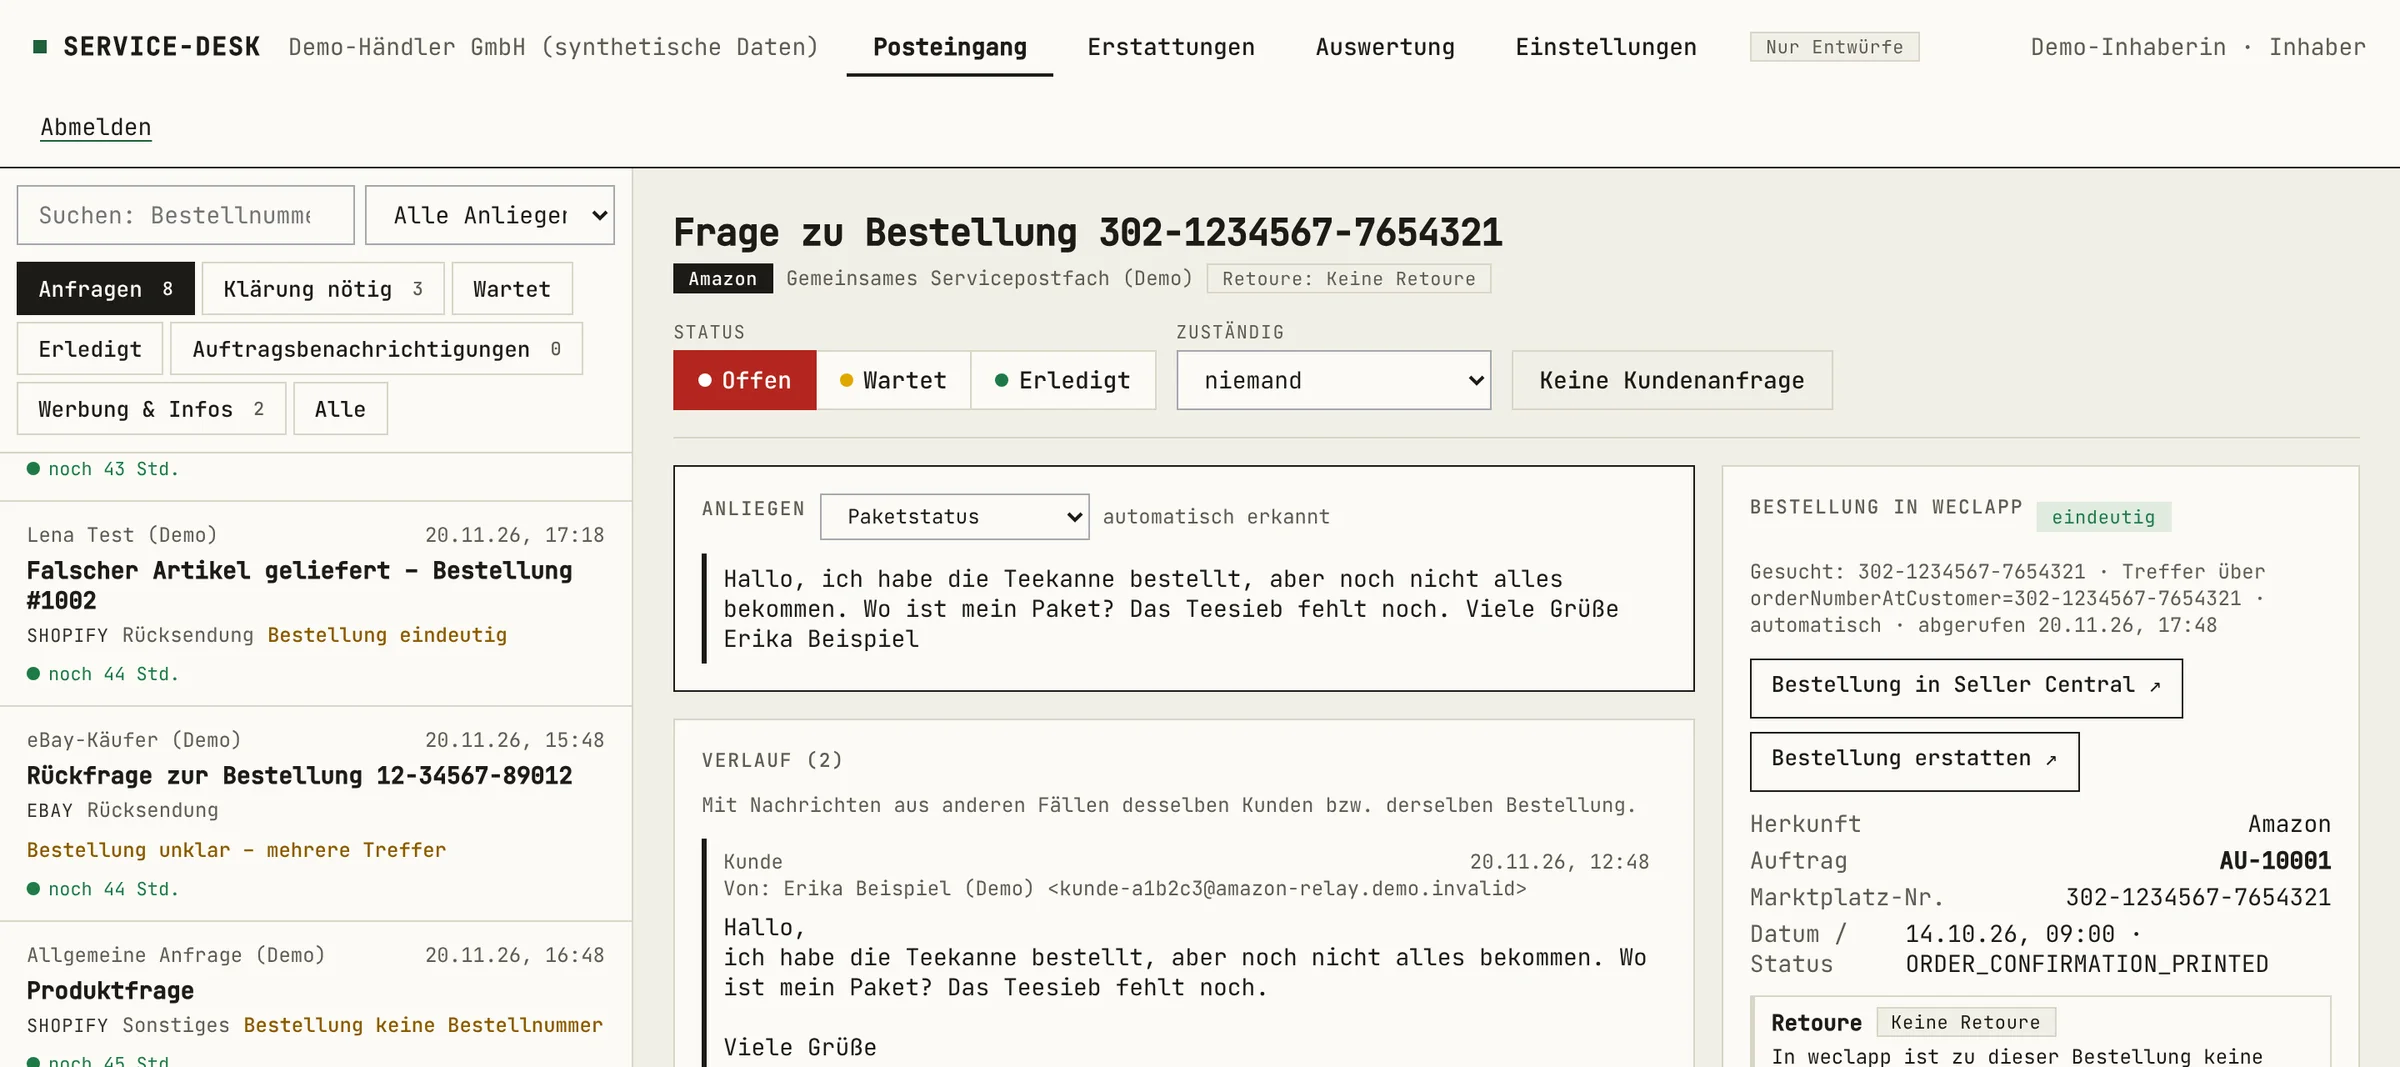 SERVICE-DESK Demo-Händler GmbH (synthetische Daten) Posteingang Erstattungen Auswertung Einstellungen Nur Entwürfe Demo-Inhaberin · Inhaber
Abmelden
Suchen: Bestellnumme Alle Anliegen
Anfragen 8 Klärung nötig 3 Wartet
Erledigt Auftragsbenachrichtigungen 0
Werbung & Infos 2 Alle
noch 43 Std.
Lena Test (Demo) 20.11.26, 17:18
Falscher Artikel geliefert – Bestellung
#1002
SHOPIFY Rücksendung Bestellung eindeutig
noch 44 Std.
eBay-Käufer (Demo) 20.11.26, 15:48
Rückfrage zur Bestellung 12-34567-89012
EBAY Rücksendung
Bestellung unklar – mehrere Treffer
noch 44 Std.
Allgemeine Anfrage (Demo) 20.11.26, 16:48
Produktfrage
SHOPIFY Sonstiges Bestellung keine Bestellnummer
noch 45 Std.
Frage zu Bestellung 302-1234567-7654321
Amazon Gemeinsames Servicepostfach (Demo) Retoure: Keine Retoure
STATUS ZUSTÄNDIG
Offen Wartet Erledigt niemand Keine Kundenanfrage
ANLIEGEN Paketstatus automatisch erkannt
Hallo, ich habe die Teekanne bestellt, aber noch nicht alles
bekommen. Wo ist mein Paket? Das Teesieb fehlt noch. Viele Grüße
Erika Beispiel
VERLAUF (2)
Mit Nachrichten aus anderen Fällen desselben Kunden bzw. derselben Bestellung.
Kunde 20.11.26, 12:48
Von: Erika Beispiel (Demo) <kunde-a1b2c3@amazon-relay.demo.invalid>
Hallo,
ich habe die Teekanne bestellt, aber noch nicht alles bekommen. Wo
ist mein Paket? Das Teesieb fehlt noch.
Viele Grüße
BESTELLUNG IN WECLAPP eindeutig
Gesucht: 302-1234567-7654321 · Treffer über
orderNumberAtCustomer=302-1234567-7654321 ·
automatisch · abgerufen 20.11.26, 17:48
Bestellung in Seller Central ↗
Bestellung erstatten ↗
Herkunft Amazon
Auftrag AU-10001
Marktplatz-Nr. 302-1234567-7654321
Datum / 14.10.26, 09:00 ·
Status ORDER_CONFIRMATION_PRINTED
Retoure Keine Retoure
In weclapp ist zu dieser Bestellung keine